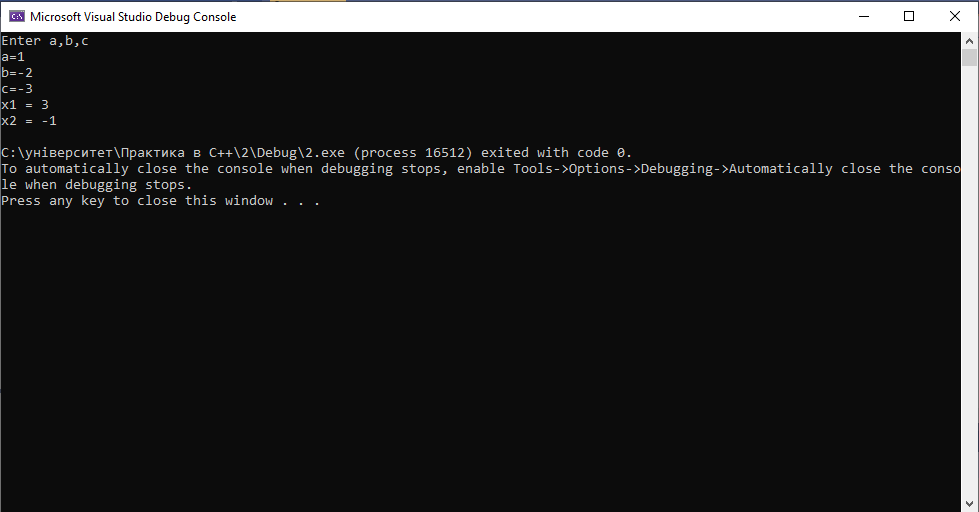 Microsoft Visual Studio Debug Console
Enter a,b,c
a=1
b=-2
c=-3
x1 = 3
x2 = -1
C:\університет\Практика в C++\2\Debug\2.exe (process 16512) exited with code 0.
To automatically close the console when debugging stops, enable Tools->Options->Debugging->Automatically close the conso
le when debugging stops.
Press any key to close this window . . .